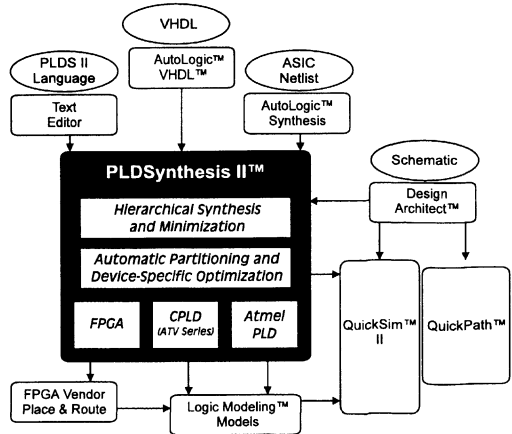 VHDL
PLDS II
Language
AutoLogic™
VHDL™
ASIC
Netlist
Text
Editor
AutoLogic™
Synthesis
PLDSynthesis II™
Schematic
Hierarchical Synthesis
and Minimization
Design
Architect™
Automatic Partitioning and
Device-Specific Optimization
FPGA
CPLD
(ATV Series)
Atmel
PLD
QuickSim™
II
QuickPath™
FPGA Vendor
Place & Route
Logic Modeling™
Models